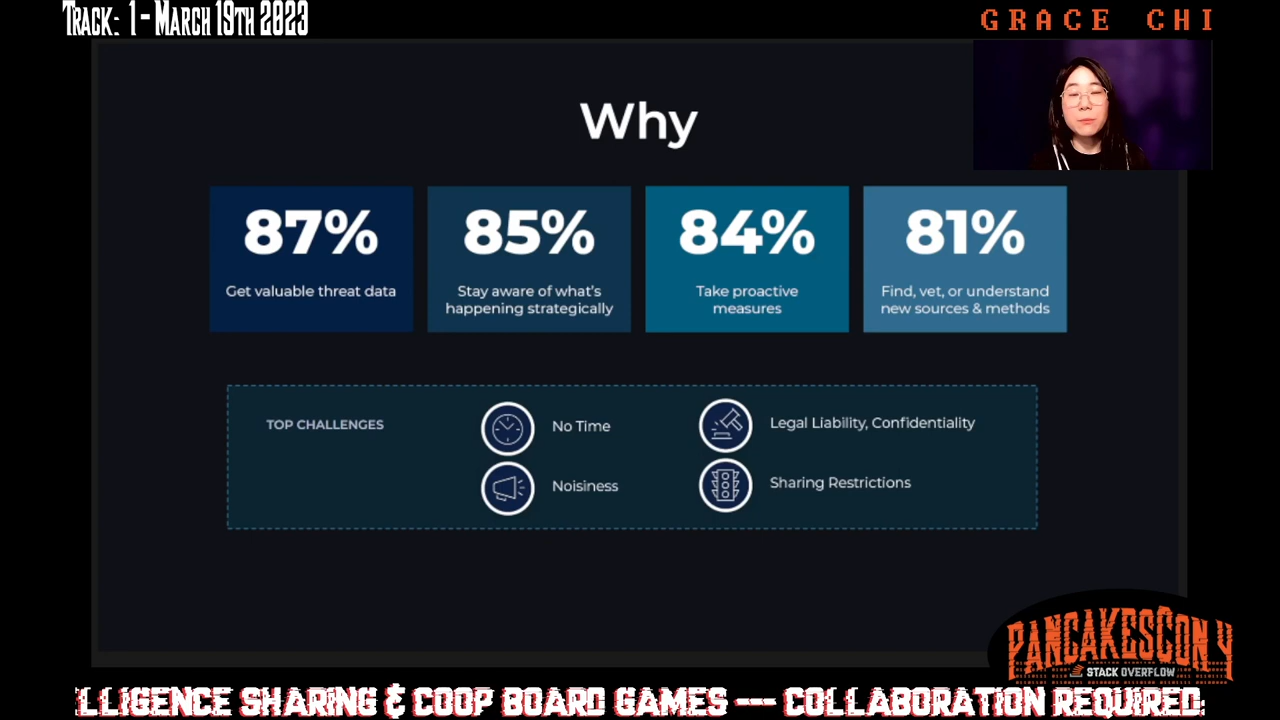 TRACK: 1 - MARCH 19TH 2023
GRACE CHI
Why
87%
Get valuable threat data
85%
Stay aware of what's
happening strategically
84%
Take proactive
measures
81%
Find, vet, or understand
new sources & methods
TOP CHALLENGES
No Time
Noisiness
Legal Liability, Confidentiality
Sharing Restrictions
PANCAKESCON 4
STACK OVERFLOW
LLIGENCE SHARING & COOP BOARD GAMES --- COLLABORATION REQUIRED: